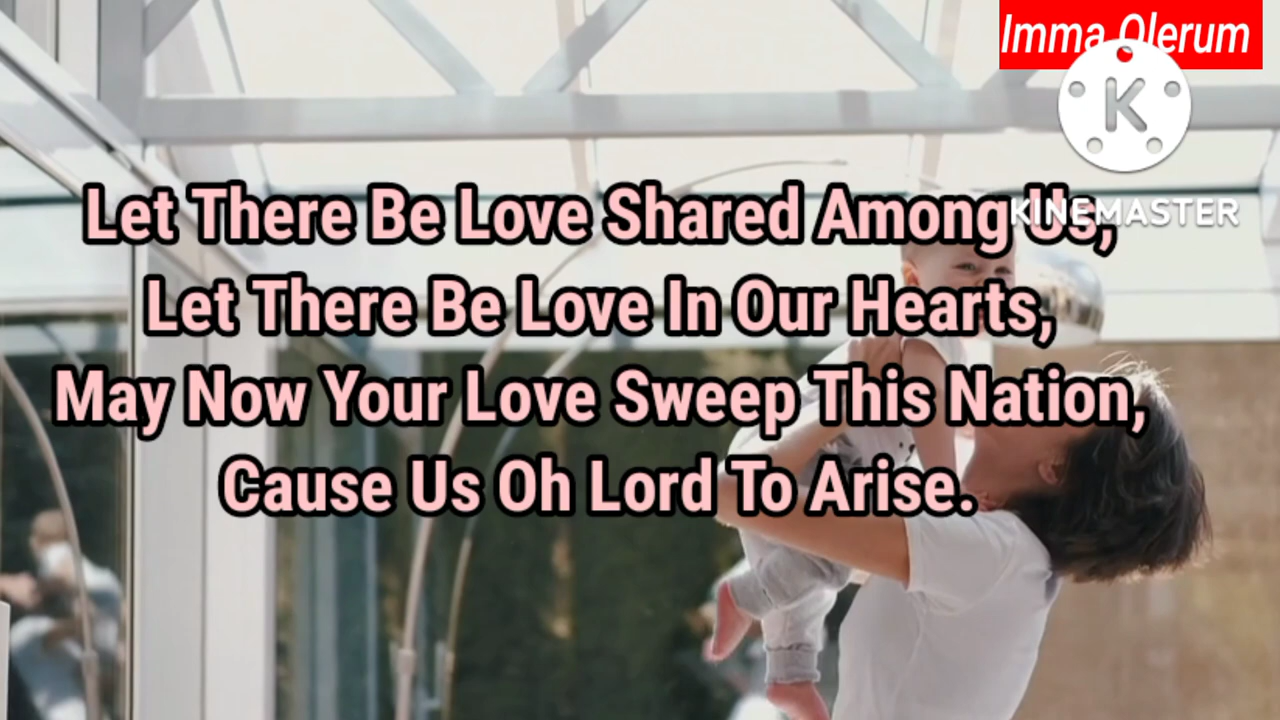 Imma Olerum
K
KINEMASTER
Let There Be Love Shared Among Us,
Let There Be Love In Our Hearts,
May Now Your Love Sweep This Nation,
Cause Us Oh Lord To Arise.